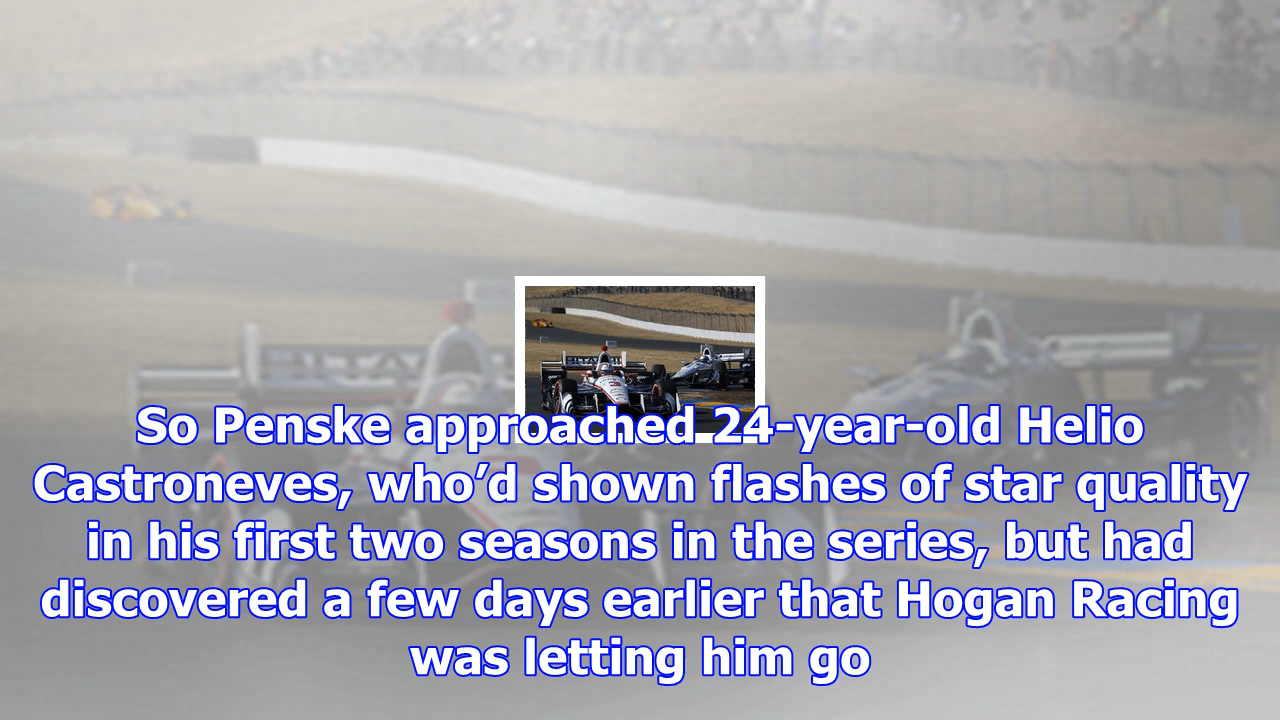 So Penske approached 24-year-old Helio
Castroneves, who’d shown flashes of star quality
in his first two seasons in the series, but had
discovered a few days earlier that Hogan Racing
was letting him go